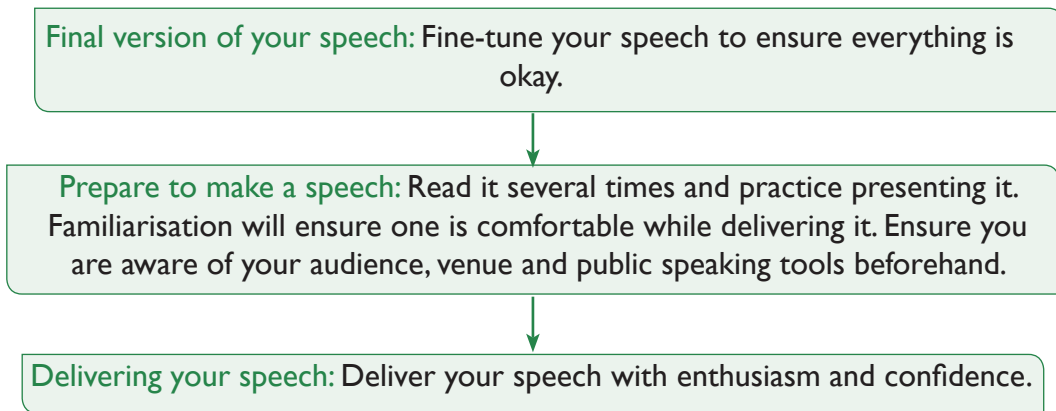 Final version of your speech: Fine-tune your speech to ensure everything is
okay.
Prepare to make a speech: Read it several times and practice presenting it.
Familiarisation will ensure one is comfortable while delivering it. Ensure you
are aware of your audience, venue and public speaking tools beforehand.
Delivering your speech: Deliver your speech with enthusiasm and confidence.